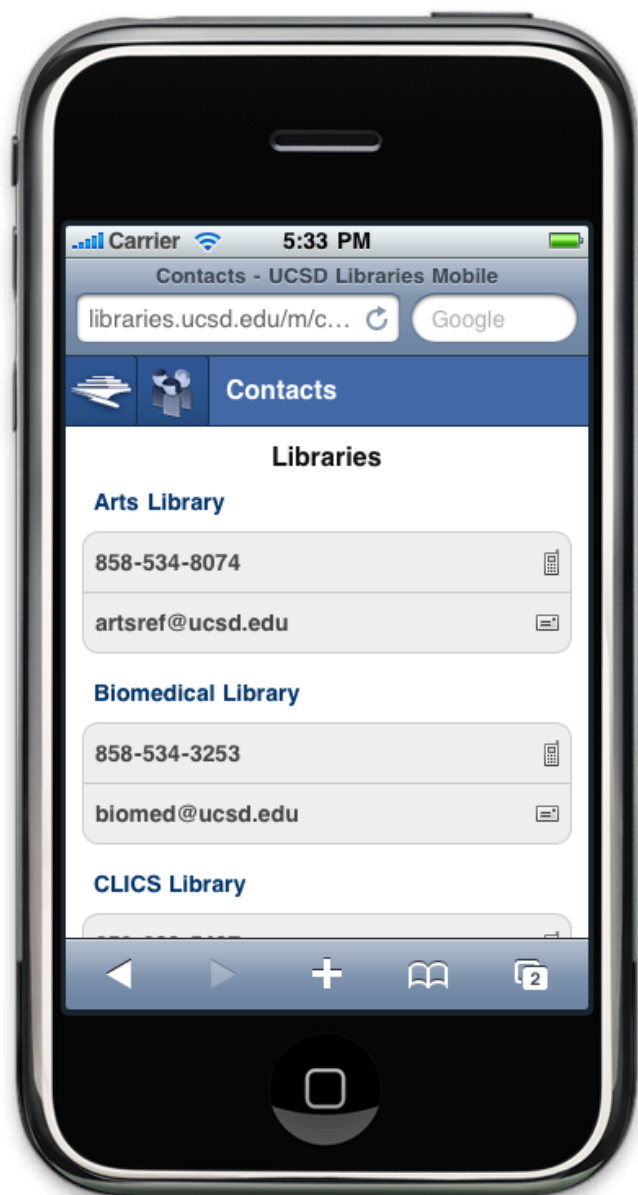 Carrier 5:33 PM
Contacts - UCSD Libraries Mobile
libraries.ucsd.edu/m/c... Google
Contacts
Libraries
Arts Library
858-534-8074
artsref@ucsd.edu
Biomedical Library
858-534-3253
biomed@ucsd.edu
CLICS Library
2